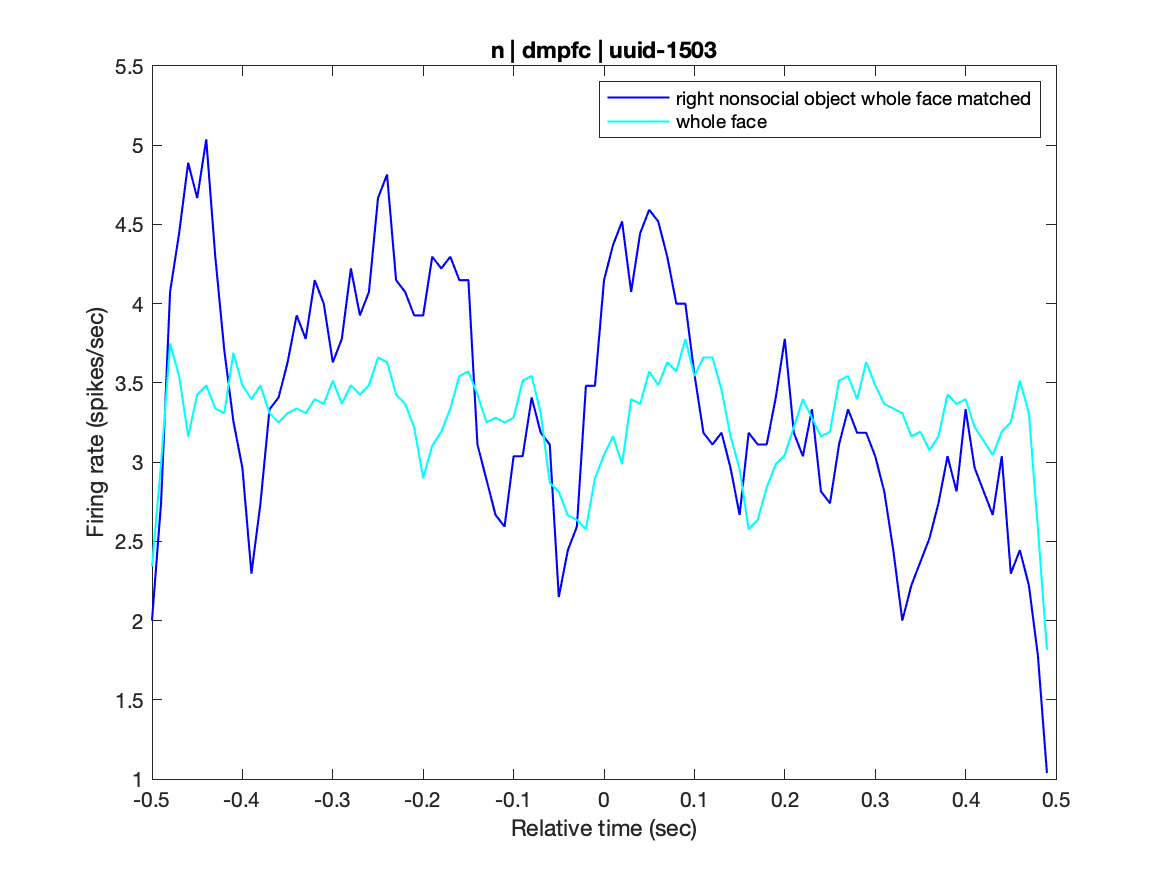 n | dmpfc | uuid-1503
right nonsocial object whole face matched
whole face
5.5
5
4.5
4
3.5
3
2.5
2
1.5
1
Firing rate (spikes/sec)
-0.5 -0.4 -0.3 -0.2 -0.1 0 0.1 0.2 0.3 0.4 0.5
Relative time (sec)